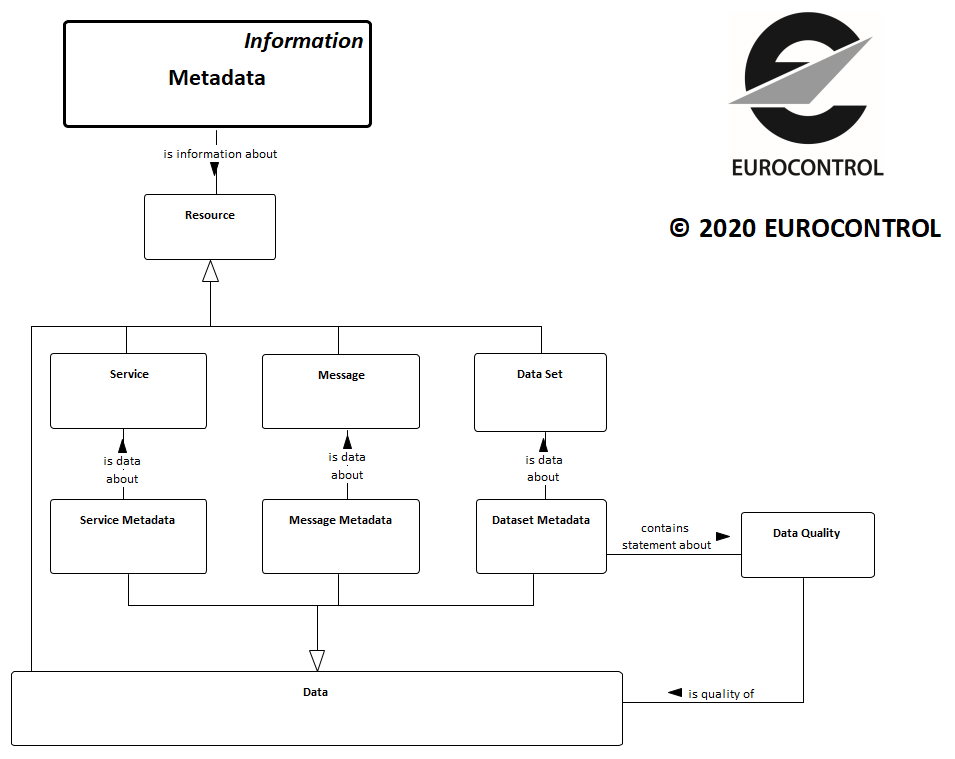 Information
Metadata
EUROCONTROL
is information about
Resource
© 2020 EUROCONTROL
Service
Message
Data Set
is data
about
is data
about
is data
about
Service Metadata
Message Metadata
Dataset Metadata
contains
statement about
Data Quality
Data
is quality of